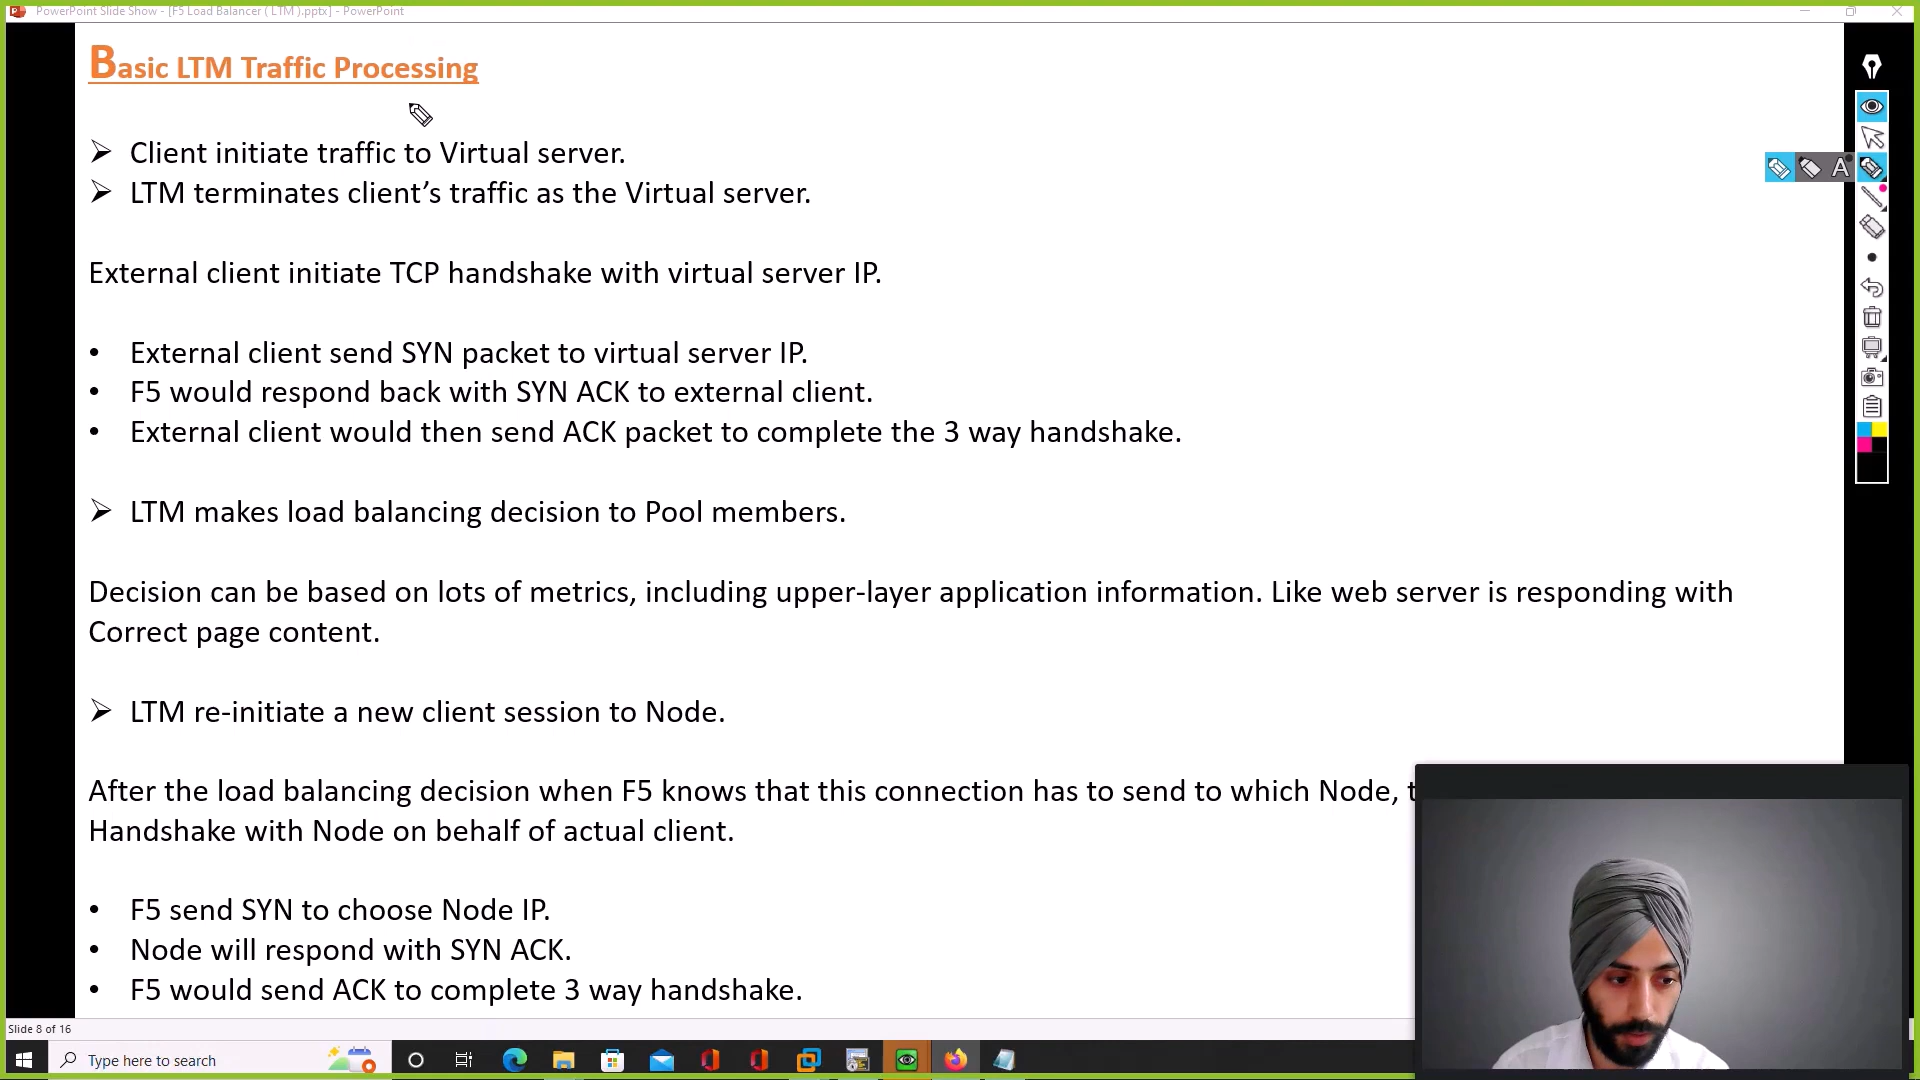 PowerPoint Slide Show - [F5 Load Balancer ( LTM ).pptx] - PowerPoint
Basic LTM Traffic Processing
➢ Client initiate traffic to Virtual server.
➢ LTM terminates client’s traffic as the Virtual server.
External client initiate TCP handshake with virtual server IP.
• External client send SYN packet to virtual server IP.
• F5 would respond back with SYN ACK to external client.
• External client would then send ACK packet to complete the 3 way handshake.
➢ LTM makes load balancing decision to Pool members.
Decision can be based on lots of metrics, including upper-layer application information. Like web server is responding with
Correct page content.
➢ LTM re-initiate a new client session to Node.
After the load balancing decision when F5 knows that this connection has to send to which Node, t
Handshake with Node on behalf of actual client.
• F5 send SYN to choose Node IP.
• Node will respond with SYN ACK.
• F5 would send ACK to complete 3 way handshake.
Slide 8 of 16
Type here to search
A